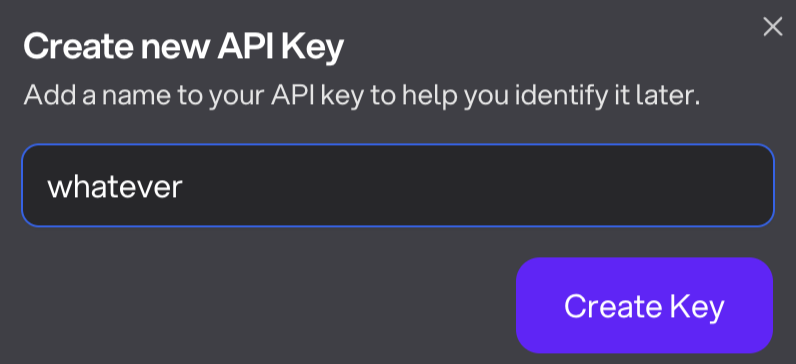 Create new API Key
Add a name to your API key to help you identify it later.
whatever
Create Key